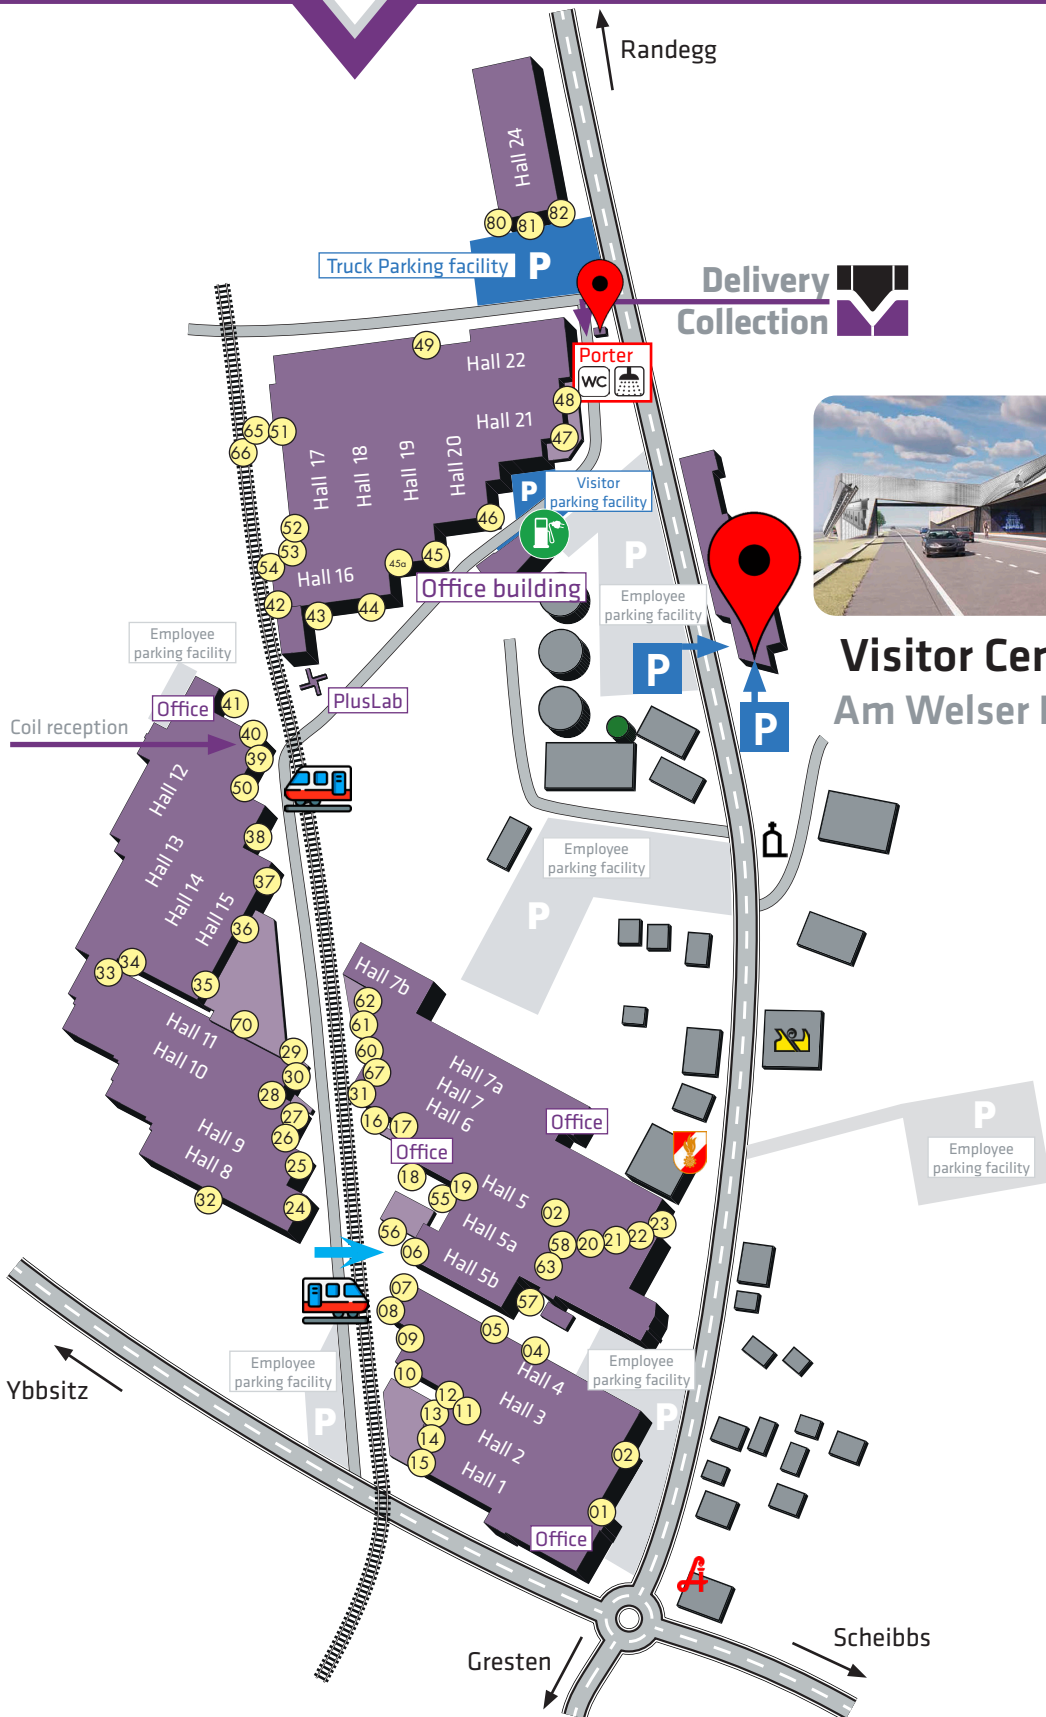 Randegg
Hall 24
80
81
82
Truck Parking facility
P
Delivery
Collection
49
Hall 22
Porter
WC
48
Hall 21
47
65
51
66
Hall 17
Hall 18
Hall 19
Hall 20
P
Visitor
parking facility
46
52
53
54
45a
45
P
Hall 16
Office building
Employee
parking facility
42
43
44
Employee
parking facility
P
Visitor Cen
Office
41
PlusLab
Am Welser
P
Coil reception
40
39
Hall 12
50
38
Hall 13
Employee
parking facility
37
Hall 14
Hall 15
36
P
34
33
35
Hall 7b
62
Hall 11
70
61
Hall 10
29
60
Hall 7a
30
67
Hall 7
28
31
Hall 6
P
27
16
17
Office
Hall 9
26
Office
Employee
parking facility
Hall 8
25
18
19
Hall 5
32
24
55
02
23
56
Hall 5a
58
20
21
22
06
Hall 5b
63
07
57
08
05
09
04
Employee
parking facility
Hall 4
Employee
parking facility
Ybbsitz
10
12
Hall 3
P
13
11
P
14
Hall 2
02
15
Hall 1
01
Office
Scheibbs
Gresten